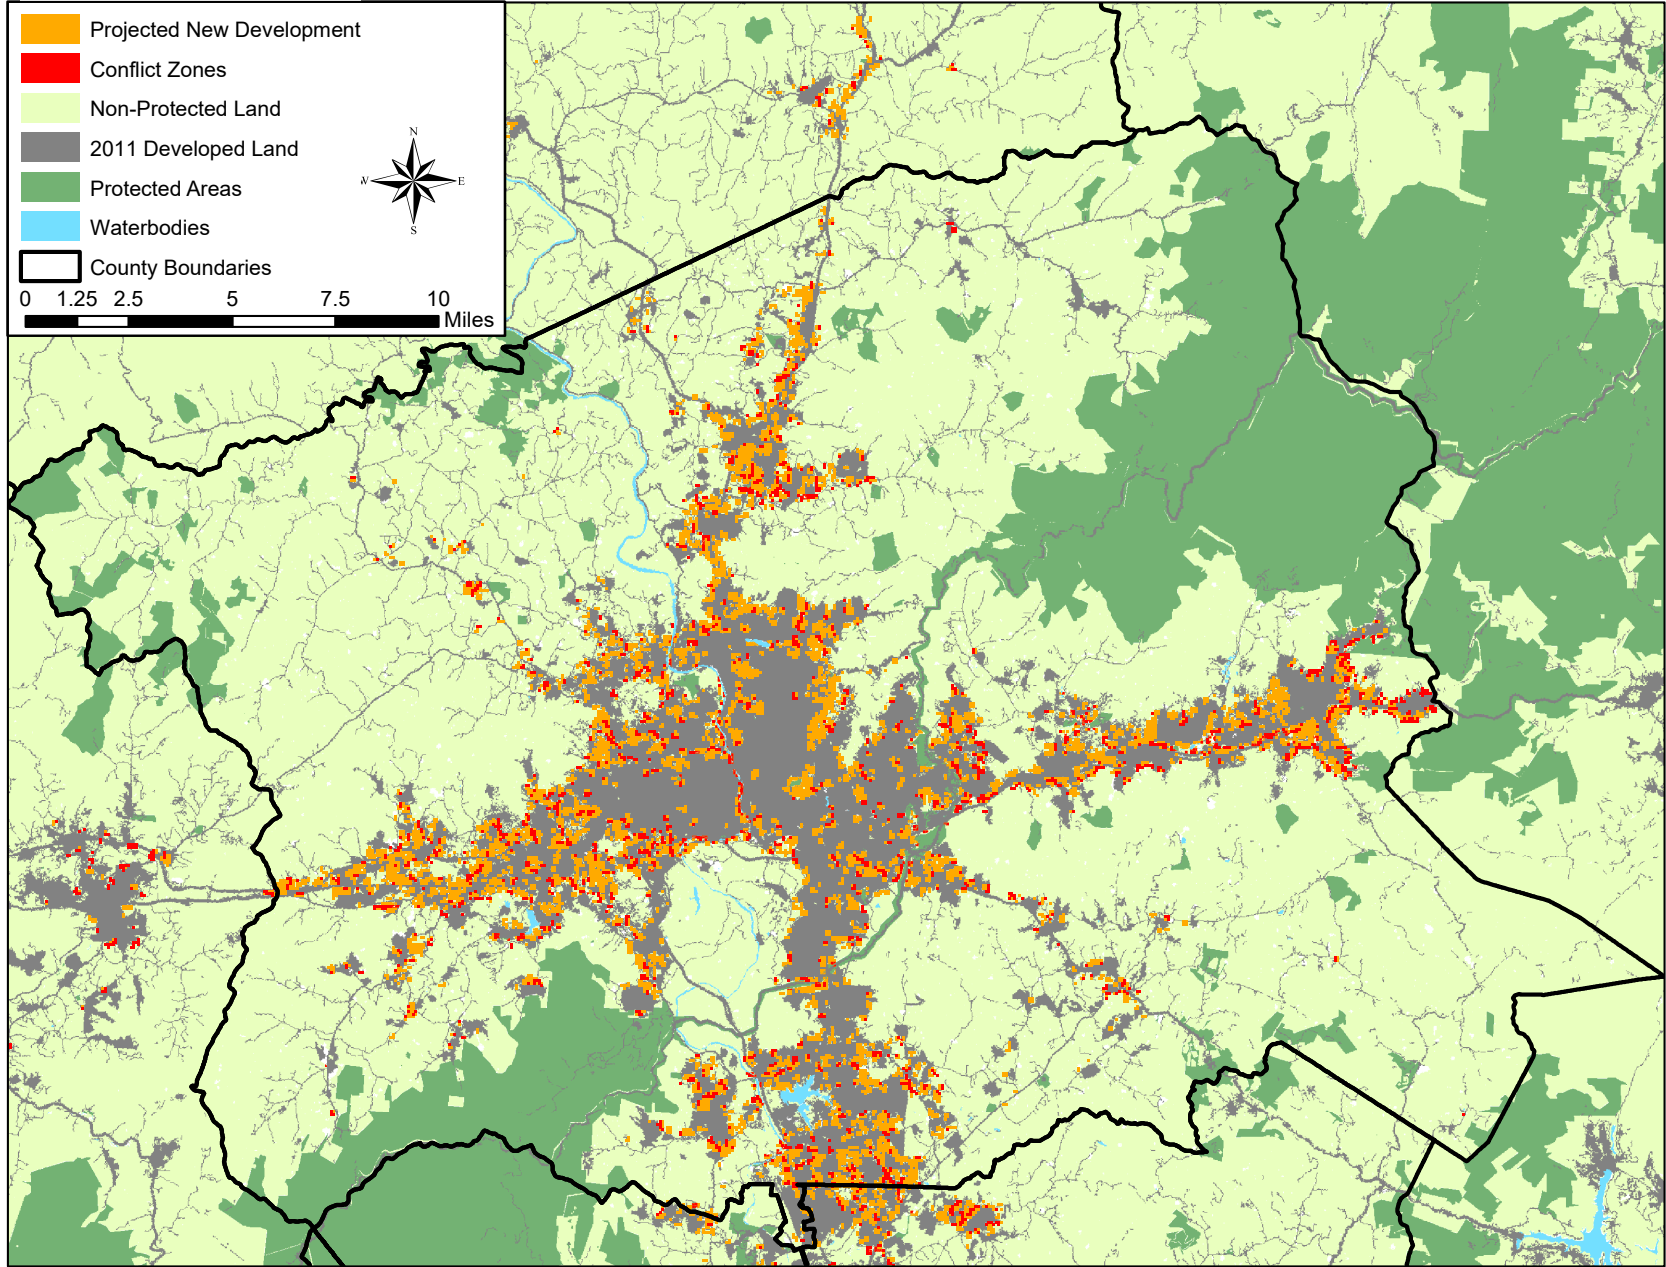 Projected New Development
Conflict Zones
Non-Protected Land
2011 Developed Land
Protected Areas
Waterbodies
County Boundaries
N
W E
S
0 1.25 2.5 5 7.5 10
Miles